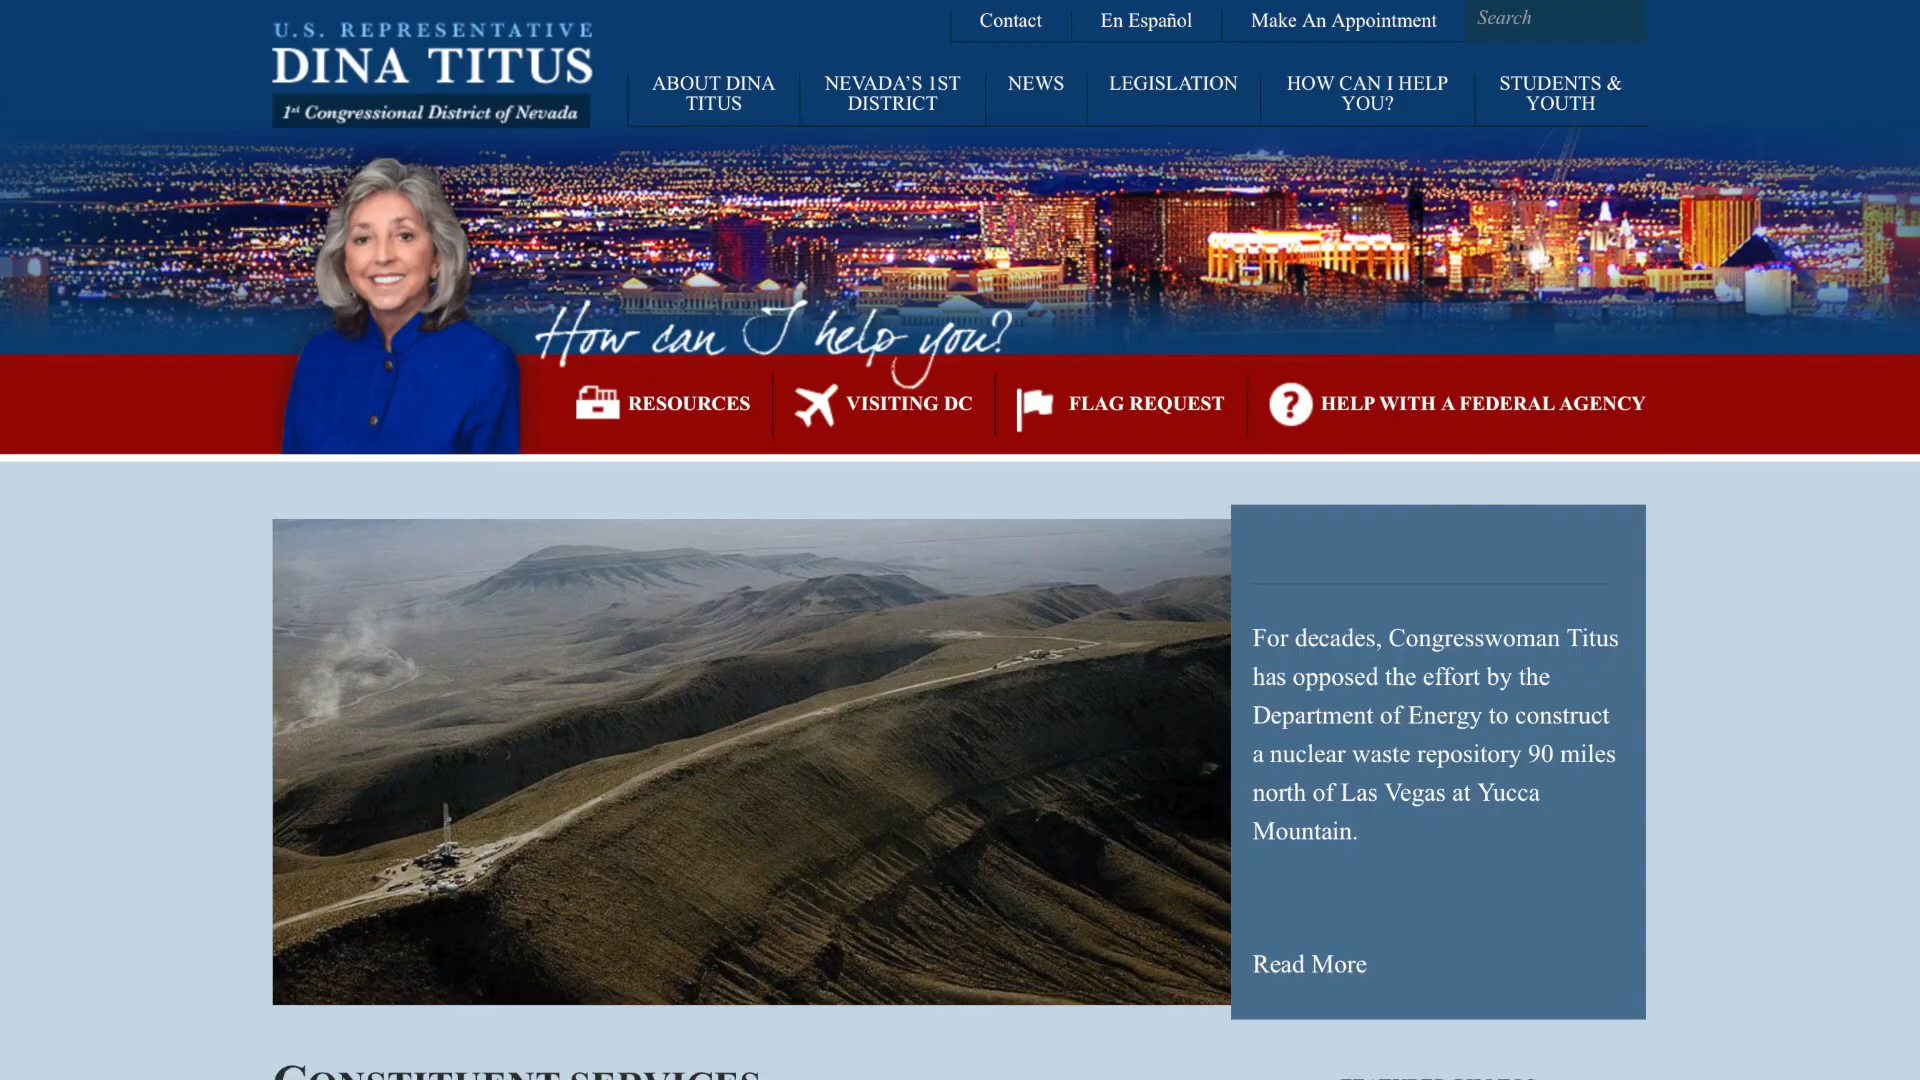 U.S. REPRESENTATIVE
DINA TITUS
1st Congressional District of Nevada
Contact
En Español
Make An Appointment
Search
ABOUT DINA
TITUS
NEVADA’S 1ST
DISTRICT
NEWS
LEGISLATION
HOW CAN I HELP
YOU?
STUDENTS &
YOUTH
How can I help you?
RESOURCES
VISITING DC
FLAG REQUEST
HELP WITH A FEDERAL AGENCY
For decades, Congresswoman Titus
has opposed the effort by the
Department of Energy to construct
a nuclear waste repository 90 miles
north of Las Vegas at Yucca
Mountain.
Read More
CONSTITUENT SERVICES